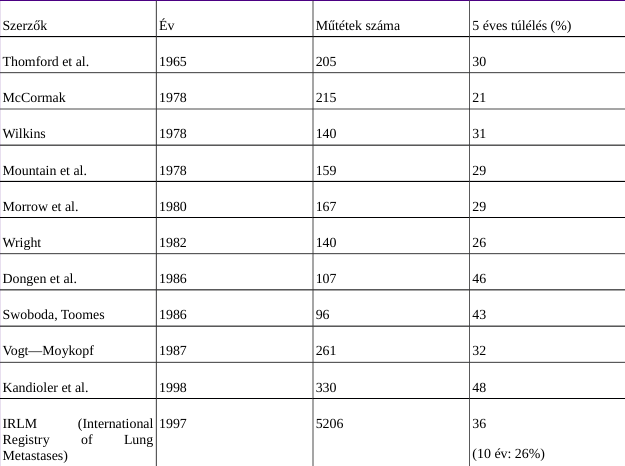 Szerzők Év Műtétek száma 5 éves túlélés (%)
Thomford et al. 1965 205 30
McCormak 1978 215 21
Wilkins 1978 140 31
Mountain et al. 1978 159 29
Morrow et al. 1980 167 29
Wright 1982 140 26
Dongen et al. 1986 107 46
Swoboda, Toomes 1986 96 43
Vogt—Moykopf 1987 261 32
Kandioler et al. 1998 330 48
IRLM (International 1997 5206 36
Registry of Lung
Metastases) (10 év: 26%)